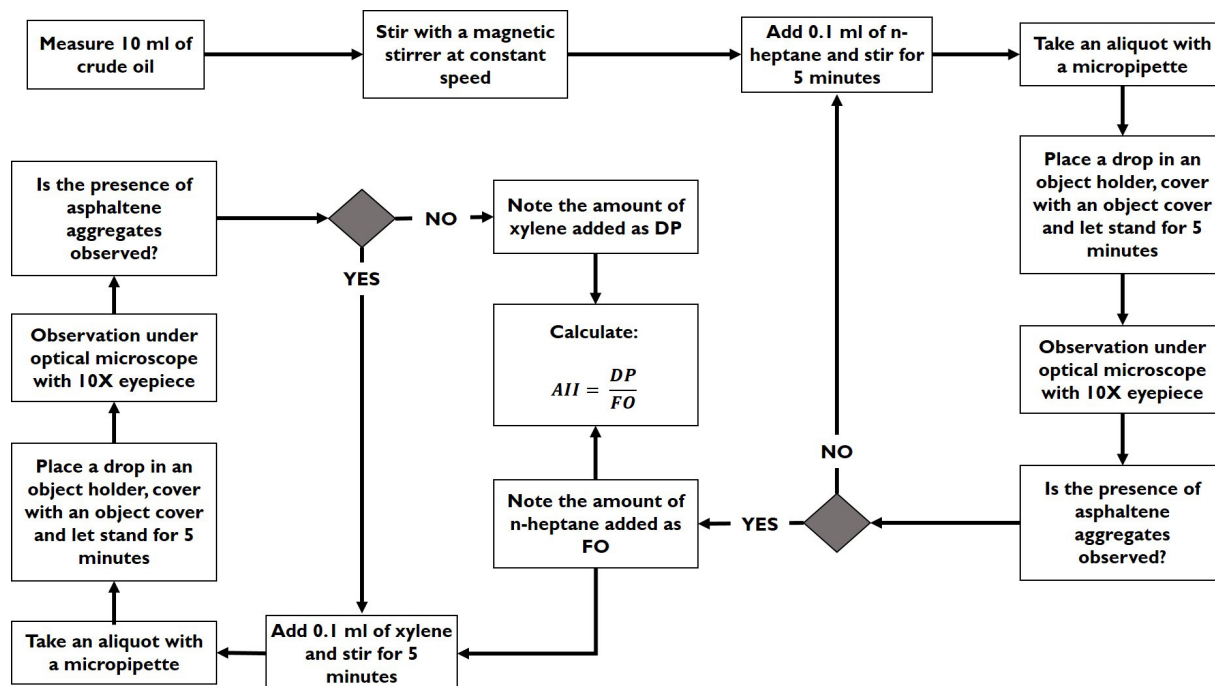 Measure 10 ml of
crude oil
Stir with a magnetic
stirrer at constant
speed
Add 0.1 ml of n-
heptane and stir for
5 minutes
Take an aliquot with
a micropipette
Place a drop in an
object holder, cover
with an object cover
and let stand for 5
minutes
Observation under
optical microscope
with 10X eyepiece
Is the presence of
asphaltene
aggregates
observed?
NO
YES
Note the amount of
n-heptane added as
FO
Add 0.1 ml of xylene
and stir for 5
minutes
Take an aliquot with
a micropipette
Place a drop in an
object holder, cover
with an object cover
and let stand for 5
minutes
Observation under
optical microscope
with 10X eyepiece
Is the presence of
asphaltene
aggregates
observed?
NO
YES
Note the amount of
xylene added as DP
Calculate:
AII = DP/FO